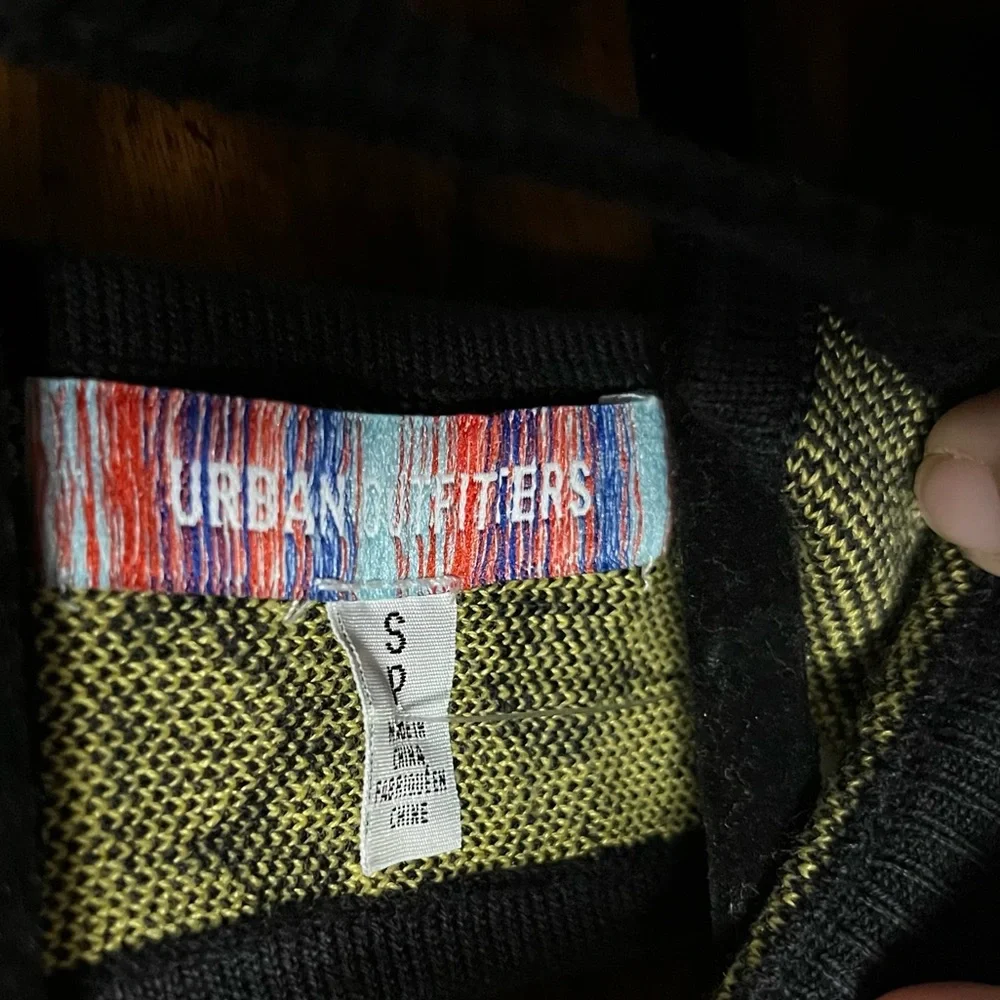 URBAN OUTFITTERS
S
P
MADE IN
CHINA
FABRIQUÉ EN
CHINE